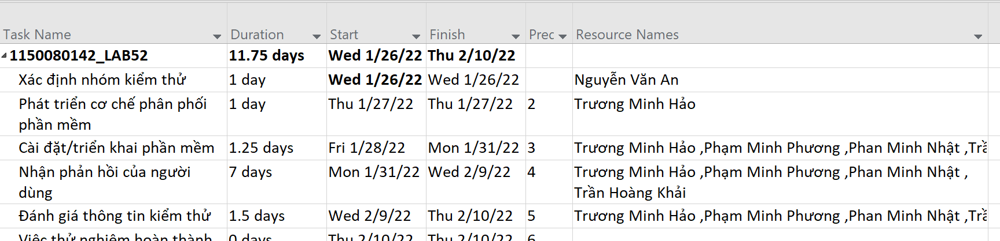 Task Name Duration Start Finish Prec Resource Names
1150080142_LAB52 11.75 days Wed 1/26/22 Thu 2/10/22
Xác định nhóm kiểm thử 1 day Wed 1/26/22 Wed 1/26/22 Nguyễn Văn An
Phát triển cơ chế phân phối 1 day Thu 1/27/22 Thu 1/27/22 2 Trương Minh Hảo
phần mềm
Cài đặt/triển khai phần mềm 1.25 days Fri 1/28/22 Mon 1/31/22 3 Trương Minh Hảo ,Phạm Minh Phương ,Phan Minh Nhật ,Trầ
Nhận phản hồi của người 7 days Mon 1/31/22 Wed 2/9/22 4 Trương Minh Hảo ,Phạm Minh Phương ,Phan Minh Nhật ,
dùng Trần Hoàng Khải
Đánh giá thông tin kiểm thử 1.5 days Wed 2/9/22 Thu 2/10/22 5 Trương Minh Hảo ,Phạm Minh Phương ,Phan Minh Nhật ,Trầ
Việc thử nghiệm hoàn thành 0 days Thu 2/10/22 Thu 2/10/22 6